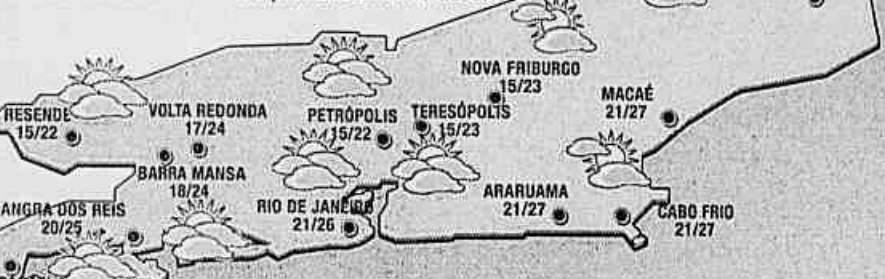 NOVA FRIBURGO
15/23
RESENDE
15/22
VOLTA REDONDA
17/24
PETRÓPOLIS
15/22
TERESÓPOLIS
15/23
MACAÉ
21/27
BARRA MANSA
18/24
ANGRA DOS REIS
20/25
RIO DE JANEIRO
21/26
ARARUAMA
21/27
CABO FRIO
21/27